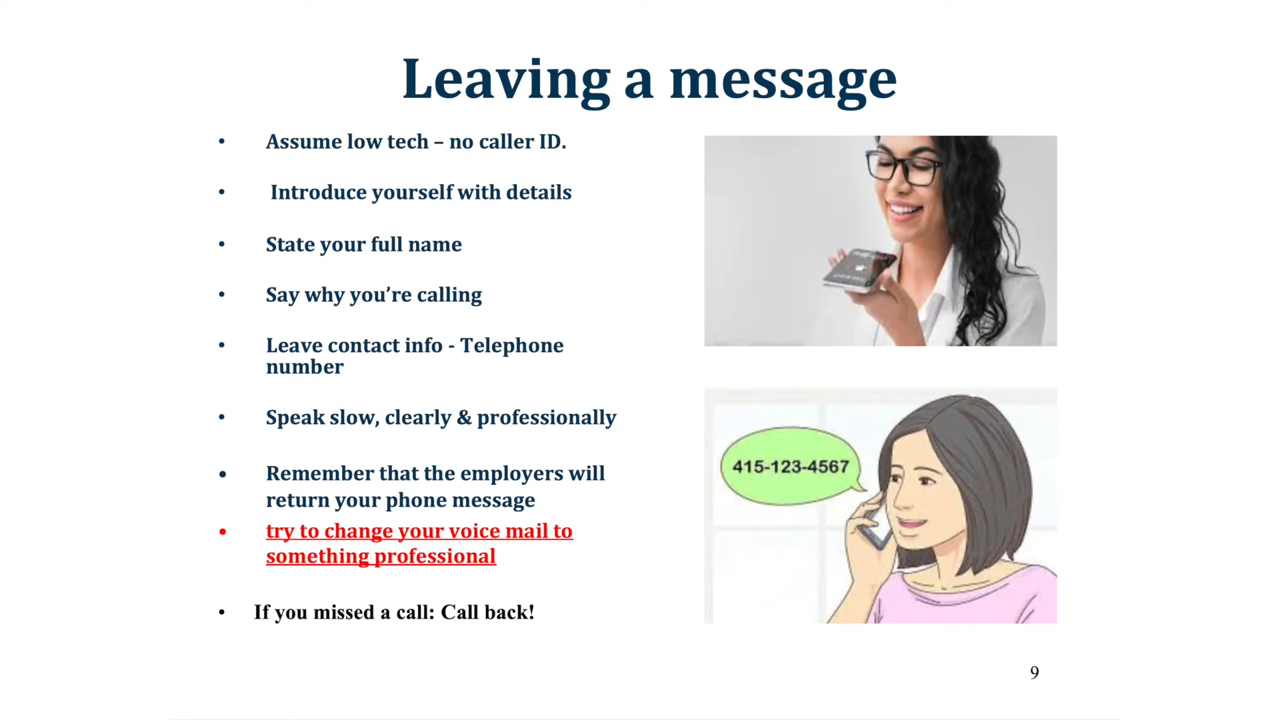 Leaving a message
• Assume low tech – no caller ID.
• Introduce yourself with details
• State your full name
• Say why you’re calling
• Leave contact info - Telephone
number
• Speak slow, clearly & professionally
• Remember that the employers will
return your phone message
• try to change your voice mail to
something professional
• If you missed a call: Call back!
415-123-4567
9